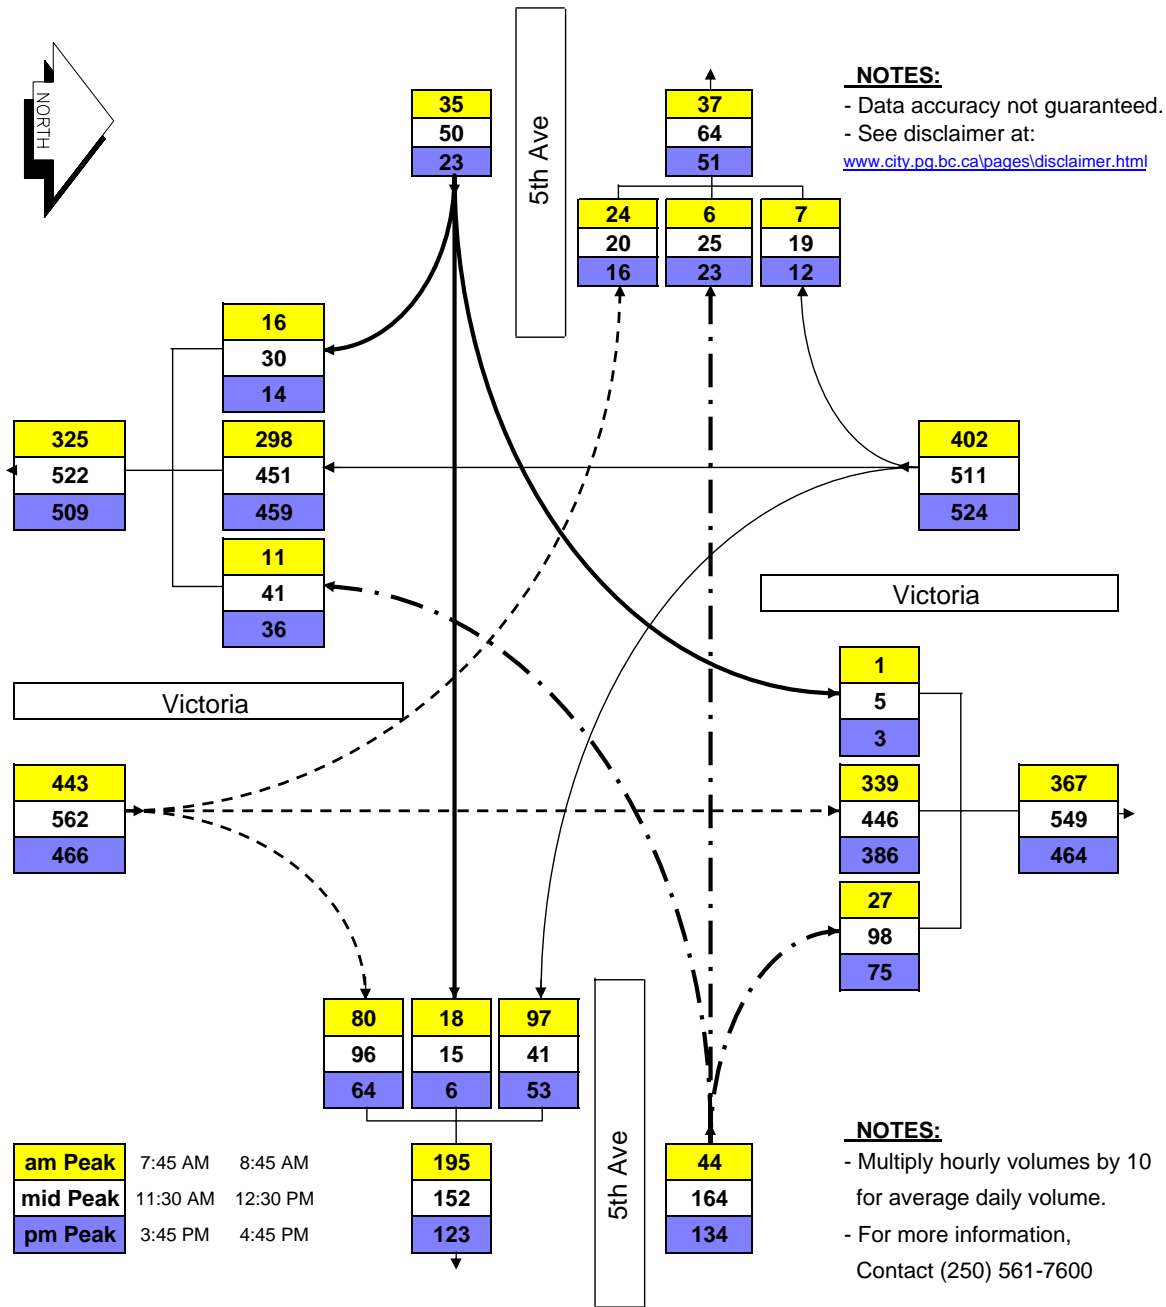 NORTH
5th Ave
NOTES:
- Data accuracy not guaranteed.
- See disclaimer at:
www.city.pg.bc.ca\pages\disclaimer.html
35
50
23
37
64
51
24 6 7
20 25 19
16 23 12
16
30
14
325 298 402
522 451 511
509 459 524
11
41
36
Victoria
1
5
3
Victoria
443 339 367
562 446 549
466 386 464
27
98
75
80 18 97
96 15 41
64 6 53
5th Ave
am Peak 7:45 AM 8:45 AM
mid Peak 11:30 AM 12:30 PM
pm Peak 3:45 PM 4:45 PM
195
152
123
44
164
134
NOTES:
- Multiply hourly volumes by 10
for average daily volume.
- For more information,
Contact (250) 561-7600